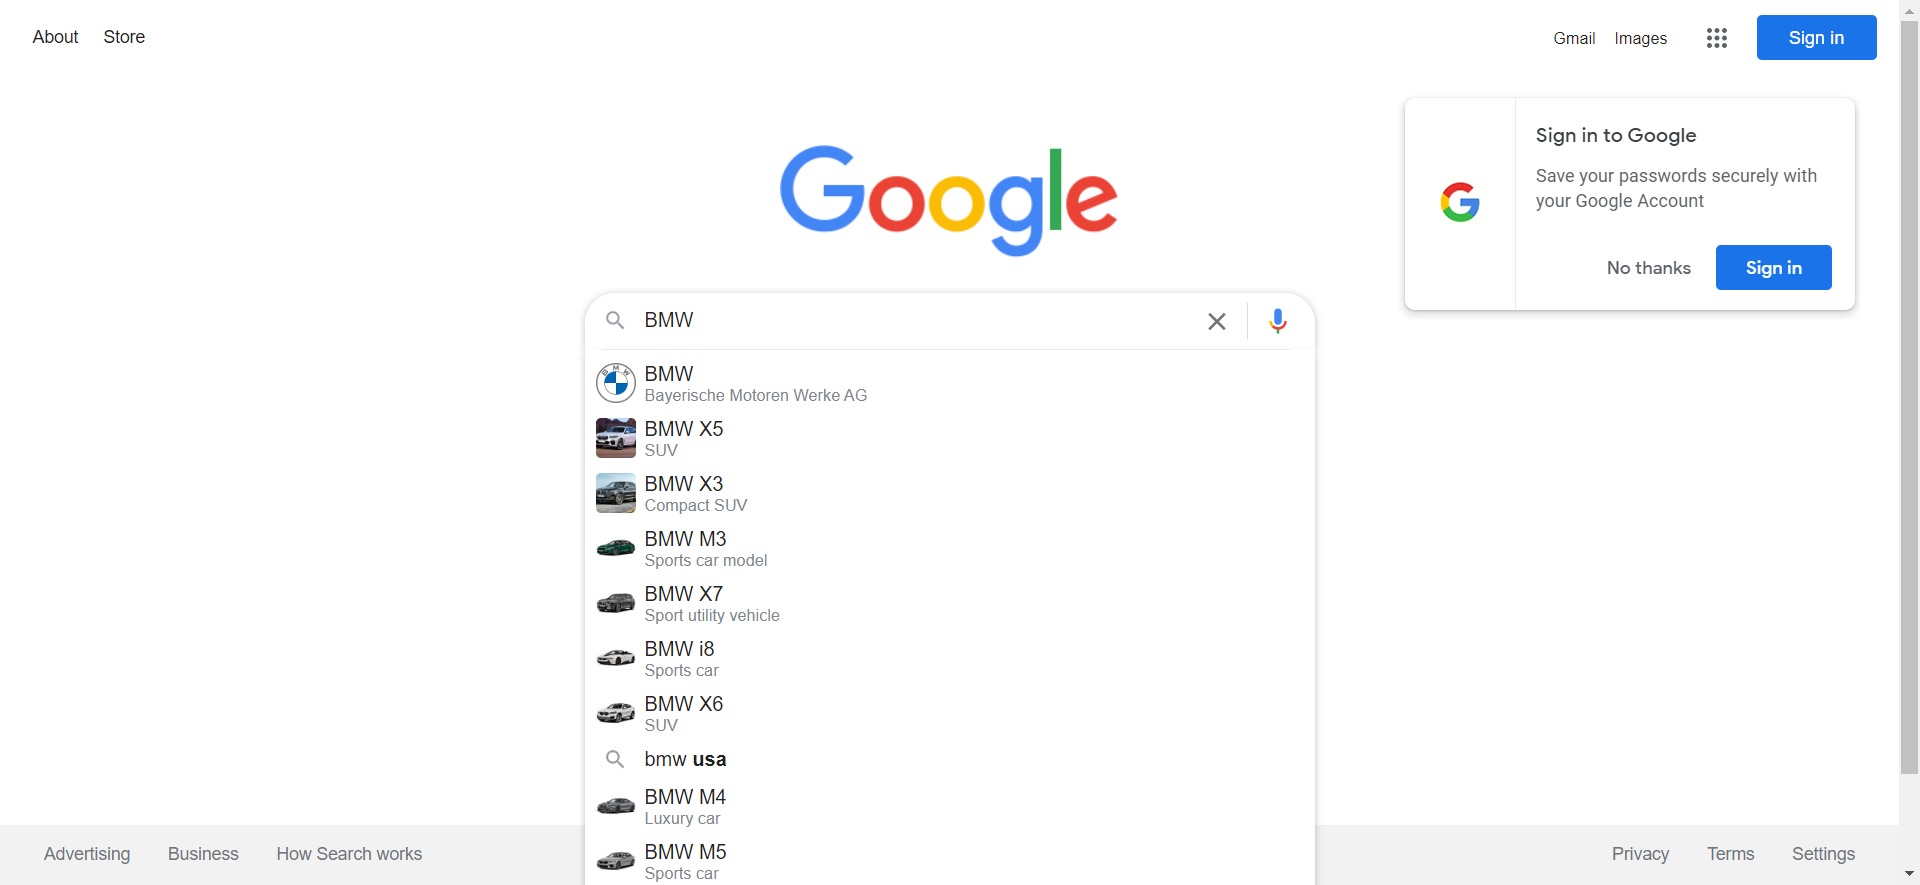 About
Store
Gmail
Images
Sign in
Google
Sign in to Google
Save your passwords securely with
your Google Account
No thanks
Sign in
BMW
BMW
BMW
Bayerische Motoren Werke AG
BMW X5
SUV
BMW X3
Compact SUV
BMW M3
Sports car model
BMW X7
Sport utility vehicle
BMW i8
Sports car
BMW X6
SUV
bmw usa
BMW M4
Luxury car
BMW M5
Sports car
Advertising
Business
How Search works
Privacy
Terms
Settings